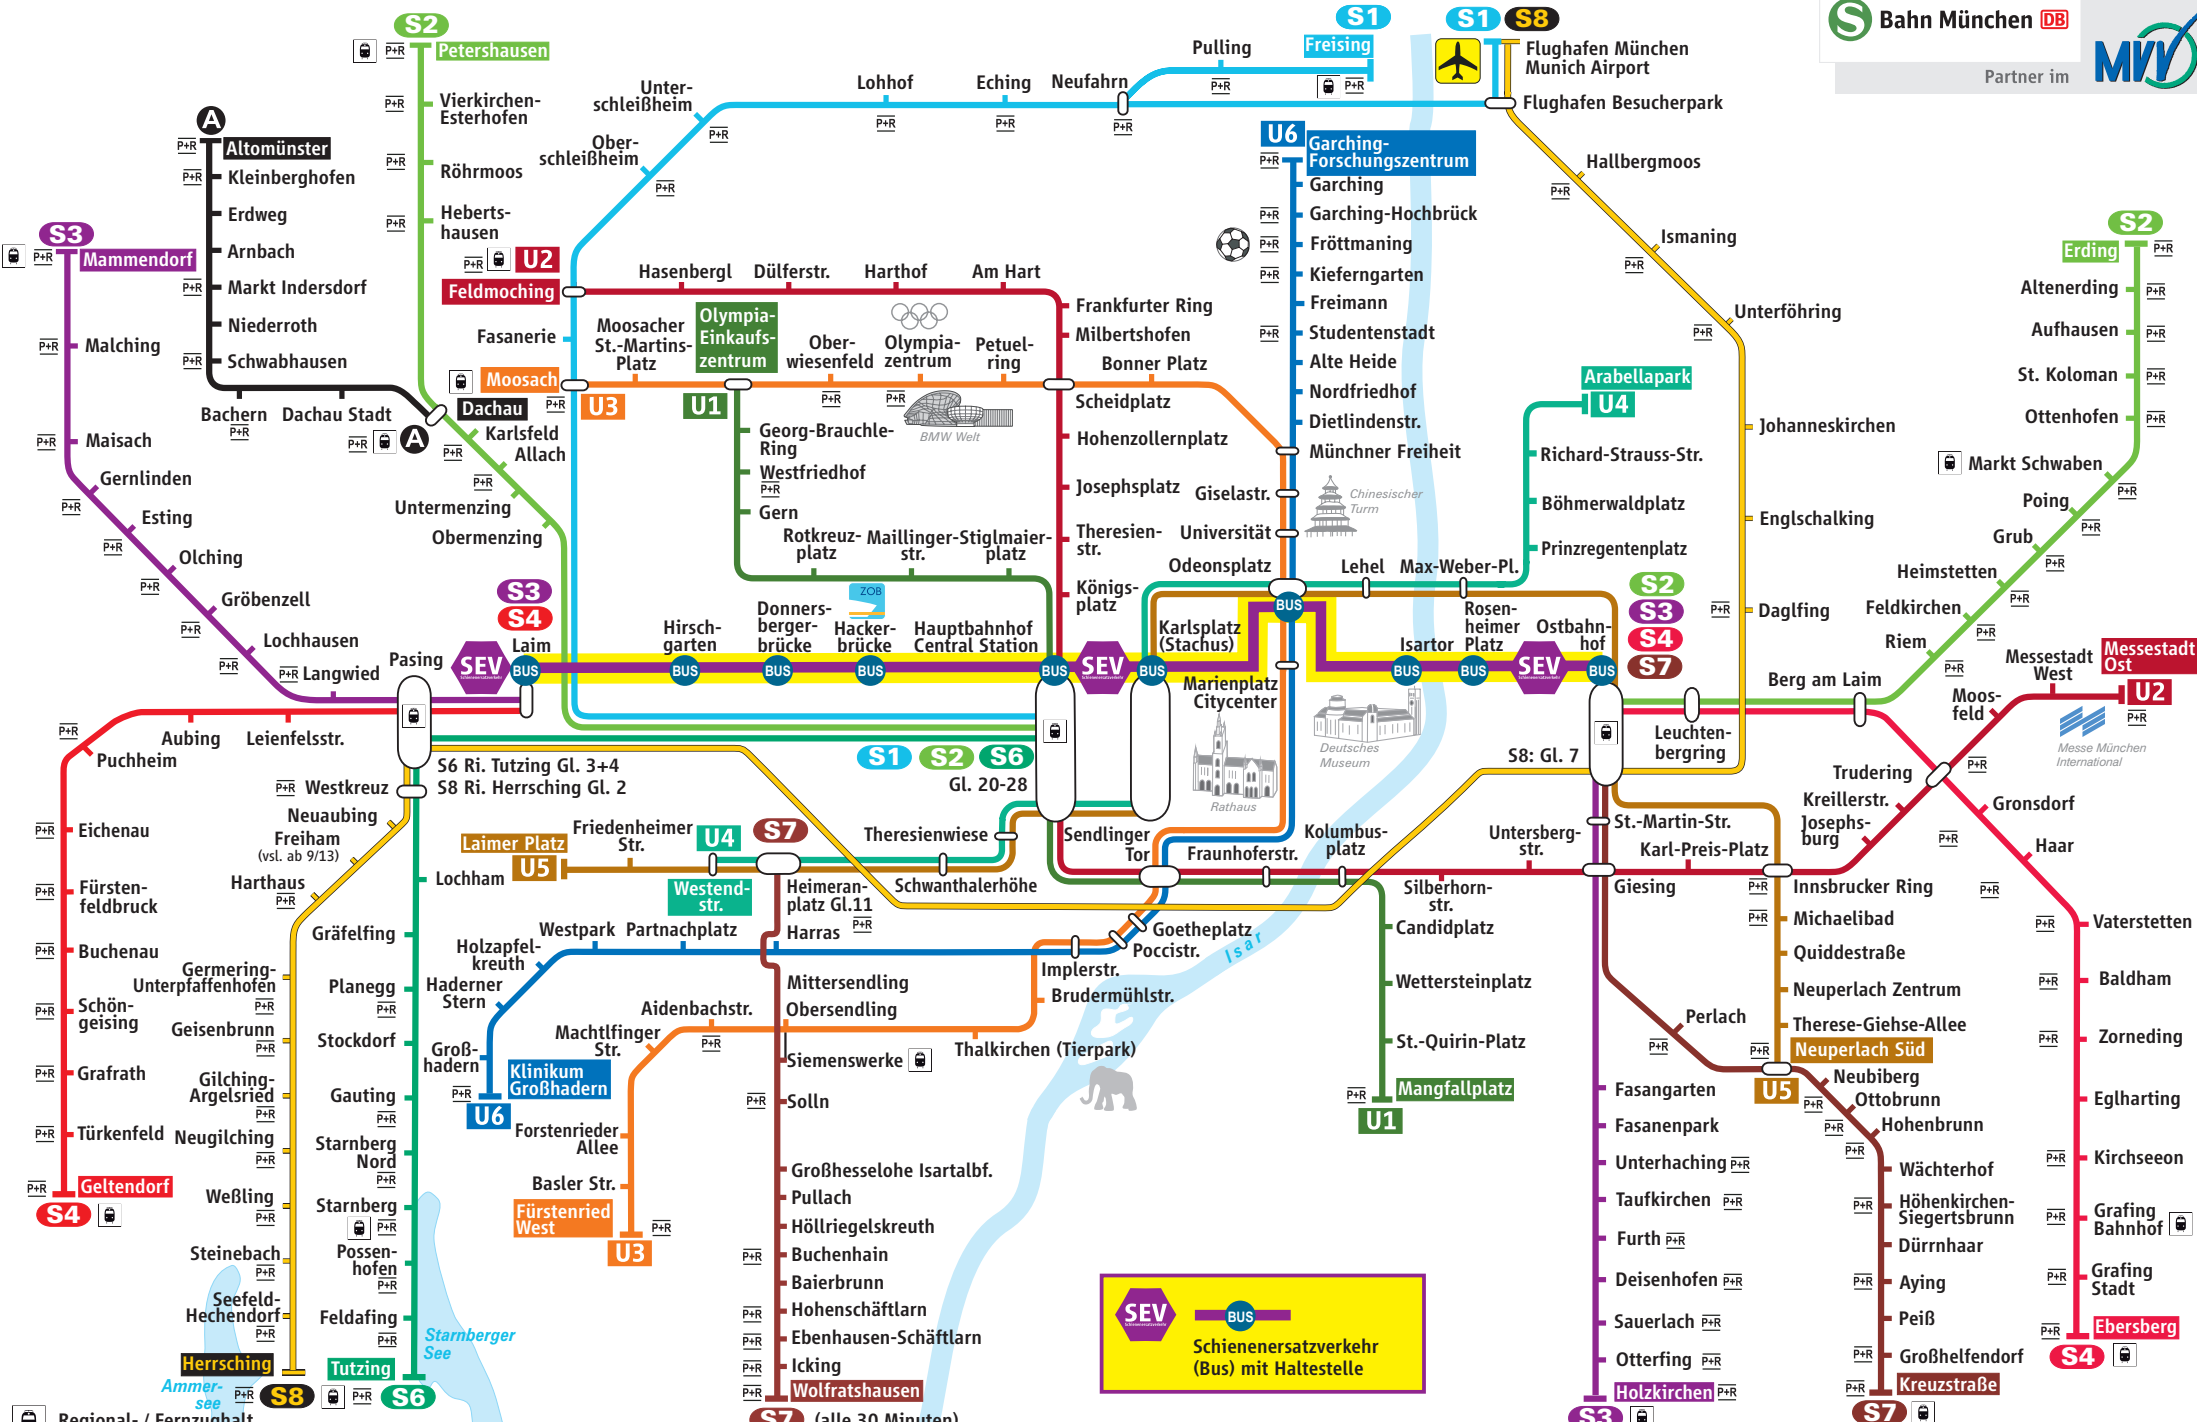 S2
S1
S1 S8
S Bahn München DB
MVV
Partner im
Petershausen
P+R
Vierkirchen-
Esterhofen
P+R
Röhrmoos
P+R
Heberts-
hausen
P+R
A
Altomünster
P+R
Kleinberghofen
P+R
Erdweg
Arnbach
Markt Indersdorf
P+R
Niederroth
Schwabhausen
P+R
Bachern
P+R
Dachau Stadt
P+R
A
Dachau
Karlsfeld
P+R
Allach
P+R
Untermenzing
Obermenzing
S3
Mammendorf
P+R
Malching
P+R
Maisach
P+R
Gernlinden
P+R
Esting
P+R
Olching
P+R
Gröbenzell
P+R
Lochhausen
P+R
Langwied
P+R
Pasing
Freising
P+R
Pulling
P+R
Neufahrn
P+R
Eching
P+R
Lohhof
P+R
Unter-
schleißheim
P+R
Ober-
schleißheim
P+R
Flughafen München
Munich Airport
Flughafen Besucherpark
Hallbergmoos
P+R
Ismaning
P+R
Unterföhring
P+R
Johanneskirchen
Englschalking
Daglfing
P+R
U2
P+R
Feldmoching
Hasenbergl
Dülferstr.
Harthof
Am Hart
Frankfurter Ring
Milbertshofen
Fasanerie
Moosach
P+R
U3
Moosacher
St.-Martins-
Platz
Olympia-
Einkaufs-
zentrum
U1
Ober-
wiesenfeld
P+R
Olympia-
zentrum
P+R
Petuel-
ring
BMW Welt
Bonner Platz
Scheidplatz
Hohenzollernplatz
Josephsplatz
Theresien-
str.
Königs-
platz
Georg-Brauchle-
Ring
Westfriedhof
P+R
Gern
Rotkreuz-
platz
Maillinger-
str.
Stiglmaier-
platz
U6
Garching-
Forschungszentrum
P+R
Garching
Garching-Hochbrück
P+R
Fröttmaning
P+R
Kieferngarten
P+R
Freimann
Studentenstadt
P+R
Alte Heide
Nordfriedhof
Dietlindenstr.
Münchner Freiheit
Giselastr.
Chinesischer
Turm
Universität
Odeonsplatz
Lehel
Max-Weber-Pl.
Arabellapark
U4
Richard-Strauss-Str.
Böhmerwaldplatz
Prinzregentenplatz
S2
Erding
P+R
Altenerding
P+R
Aufhausen
P+R
St. Koloman
P+R
Ottenhofen
P+R
Markt Schwaben
P+R
Poing
P+R
Grub
P+R
Heimstetten
P+R
Feldkirchen
P+R
Riem
P+R
Berg am Laim
S3
S4
SEV
Schienenersatzverkehr
Laim
BUS
Hirsch-
garten
BUS
Donners-
berger-
brücke
BUS
ZOB
Hacker-
brücke
BUS
Hauptbahnhof
Central Station
BUS
SEV
Schienenersatzverkehr
Karlsplatz
(Stachus)
BUS
BUS
Marienplatz
Citycenter
Rathaus
Isartor
BUS
Rosen-
heimer
Platz
BUS
SEV
Schienenersatzverkehr
Ostbahn-
hof
BUS
S2
S3
S4
S7
Deutsches
Museum
S8: Gl. 7
Leuchten-
bergring
Messestadt
West
Messestadt
Ost
U2
P+R
Messe München
International
Moos-
feld
Trudering
P+R
Kreillerstr.
Josephs-
burg
Gronsdorf
P+R
Haar
P+R
Vaterstetten
P+R
Baldham
P+R
Zorneding
P+R
Eglharting
Kirchseeon
P+R
Grafing
Bahnhof
P+R
Grafing
Stadt
P+R
Ebersberg
P+R
S4
S1 S2 S6
Gl. 20-28
S6 Ri. Tutzing Gl. 3+4
S8 Ri. Herrsching Gl. 2
P+R
Puchheim
Aubing
Leienfelsstr.
Eichenau
P+R
Fürsten-
feldbruck
P+R
Buchenau
P+R
Schön-
geising
P+R
Grafrath
P+R
Türkenfeld
P+R
Geltendorf
P+R
S4
Westkreuz
P+R
Neuaubing
Freiham
(vsl. ab 9/13)
Harthaus
P+R
Germering-
Unterpfaffenhofen
P+R
Geisenbrunn
P+R
Gilching-
Argelsried
P+R
Neugilching
P+R
Weßling
P+R
Steinebach
P+R
Seefeld-
Hechendorf
P+R
Herrsching
P+R
S8
Ammer-
see
Lochham
Gräfelfing
Planegg
P+R
Stockdorf
Gauting
P+R
Starnberg
Nord
P+R
Starnberg
P+R
Possen-
hofen
P+R
Feldafing
P+R
Tutzing
P+R
S6
Starnberger
See
Laimer Platz
U5
Friedenheimer
Str.
U4
Westend-
str.
S7
Heimeran-
platz Gl.11
P+R
Schwanthalerhöhe
Theresienwiese
Sendlinger
Tor
Fraunhoferstr.
Kolumbus-
platz
Silberhorn-
str.
Untersberg-
str.
St.-Martin-Str.
Karl-Preis-Platz
Giesing
Innsbrucker Ring
P+R
Michaelibad
P+R
Quiddestraße
Neuperlach Zentrum
Therese-Giehse-Allee
Neuperlach Süd
P+R
U5
Candidplatz
Wettersteinplatz
St.-Quirin-Platz
Mangfallplatz
P+R
U1
Goetheplatz
Poccistr.
Implerstr.
Brudermühlstr.
Thalkirchen (Tierpark)
Isar
Harras
Partnachplatz
Westpark
Holzapfel-
kreuth
Haderner
Stern
Groß-
hadern
Klinikum
Großhadern
P+R
U6
Mittersendling
Obersendling
Aidenbachstr.
P+R
Machtlfinger
Str.
Forstenrieder
Allee
Basler Str.
Fürstenried
West
P+R
U3
Siemenswerke
Solln
P+R
Großhesselohe Isartalbf.
Pullach
Höllriegelskreuth
Buchenhain
P+R
Baierbrunn
Hohenschäftlarn
P+R
Ebenhausen-Schäftlarn
P+R
Icking
P+R
Wolfratshausen
P+R
S7 (alle 30 Minuten)
Perlach
P+R
Neubiberg
P+R
Ottobrunn
P+R
Hohenbrunn
P+R
Wächterhof
Höhenkirchen-
Siegertsbrunn
P+R
Dürrnhaar
Aying
P+R
Peiß
Großhelfendorf
P+R
Kreuzstraße
P+R
S7
Fasangarten
Fasanenpark
Unterhaching P+R
Taufkirchen P+R
Furth P+R
Deisenhofen P+R
Sauerlach P+R
Otterfing P+R
Holzkirchen P+R
S3
SEV
Schienenersatzverkehr
BUS
Schienenersatzverkehr
(Bus) mit Haltestelle
Regional- / Fernzughalt